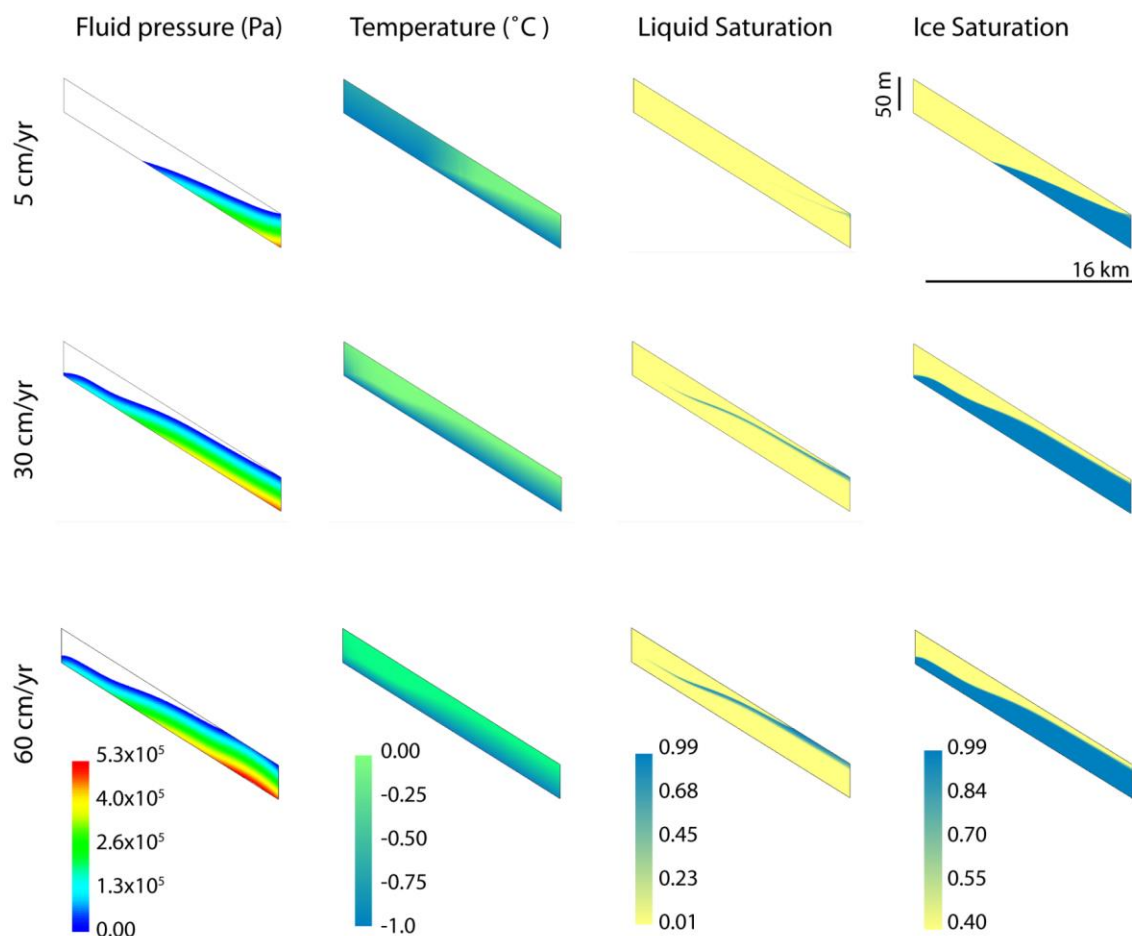 Fluid pressure (Pa)
Temperature (˚C )
Liquid Saturation
Ice Saturation
5 cm/yr
50 m
16 km
30 cm/yr
60 cm/yr
5.3x10⁵
4.0x10⁵
2.6x10⁵
1.3x10⁵
0.00
0.00
-0.25
-0.50
-0.75
-1.0
0.99
0.68
0.45
0.23
0.01
0.99
0.84
0.70
0.55
0.40